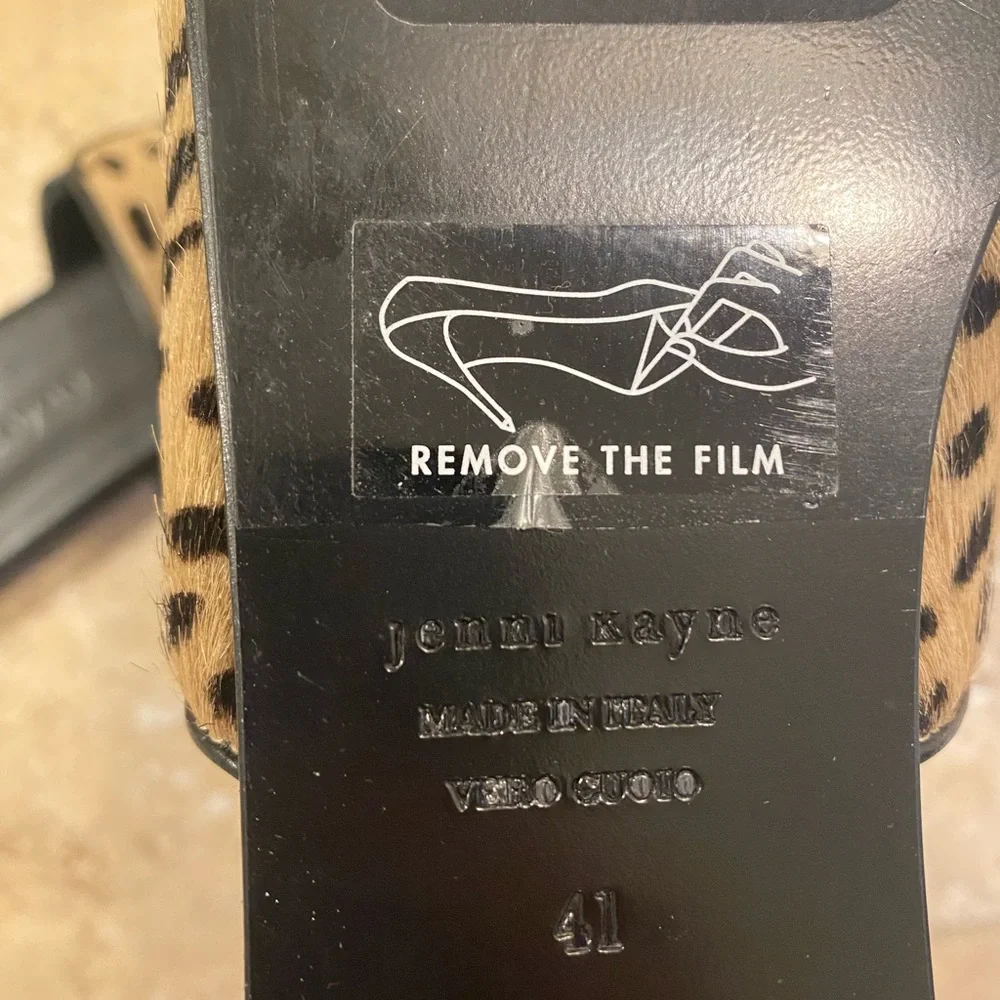 REMOVE THE FILM
jenni kayne
MADE IN ITALY
VERO CUOIO
41